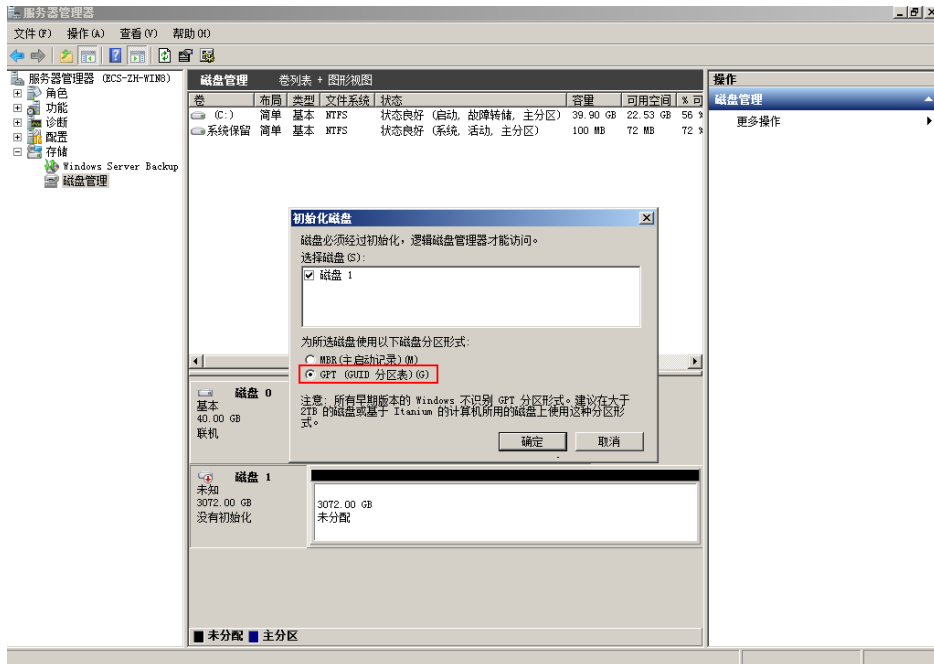 服务器管理器
文件(F) 操作(A) 查看(V) 帮助(H)
服务器管理器 (ECS-ZH-WIN8)
角色
功能
诊断
配置
存储
Windows Server Backup
磁盘管理
磁盘管理 卷列表 + 图形视图
卷 布局 类型 文件系统 状态 容量 可用空间 % 可
(C:) 简单 基本 NTFS 状态良好 (启动, 故障转储, 主分区) 39.90 GB 22.53 GB 56 %
系统保留 简单 基本 NTFS 状态良好 (系统, 活动, 主分区) 100 MB 72 MB 72 %
操作
磁盘管理
更多操作
初始化磁盘
磁盘必须经过初始化，逻辑磁盘管理器才能访问。
选择磁盘(S):
磁盘 1
为所选磁盘使用以下磁盘分区形式:
MBR(主启动记录)(M)
GPT (GUID 分区表)(G)
注意: 所有早期版本的 Windows 不识别 GPT 分区形式。建议在大于
2TB 的磁盘或基于 Itanium 的计算机所用的磁盘上使用这种分区形
式。
确定 取消
磁盘 0
基本
40.00 GB
联机
磁盘 1
未知
3072.00 GB
没有初始化
3072.00 GB
未分配
未分配 主分区